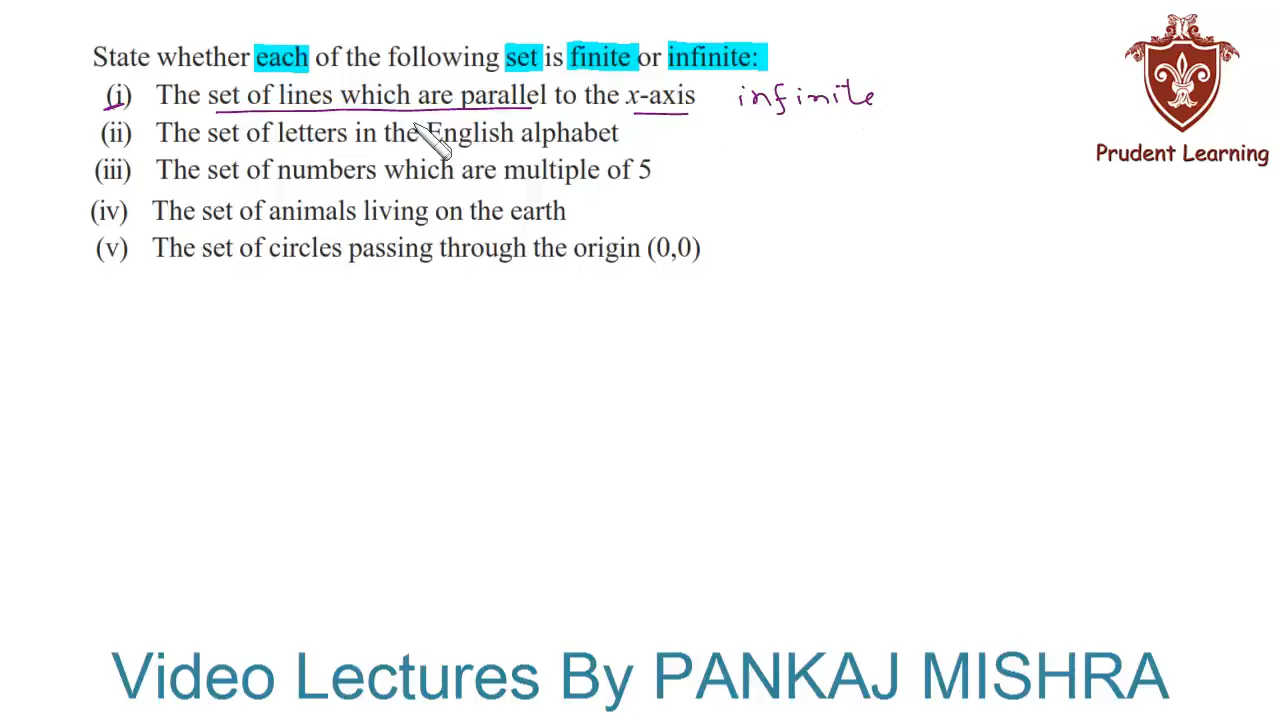 State whether each of the following set is finite or infinite:
(i) The set of lines which are parallel to the x-axis infinite
(ii) The set of letters in the English alphabet
(iii) The set of numbers which are multiple of 5
(iv) The set of animals living on the earth
(v) The set of circles passing through the origin (0,0)
Prudent Learning
Video Lectures By PANKAJ MISHRA